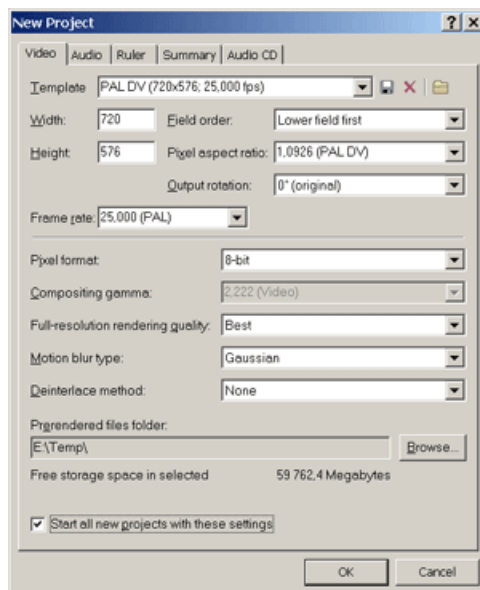 New Project
Video Audio Ruler Summary Audio CD
Template PAL DV (720x576; 25,000 fps)
Width: 720 Field order: Lower field first
Height: 576 Pixel aspect ratio: 1,0926 (PAL DV)
Output rotation: 0° (original)
Frame rate: 25,000 (PAL)
Pixel format: 8-bit
Compositing gamma: 2,222 (Video)
Full-resolution rendering quality: Best
Motion blur type: Gaussian
Deinterlace method: None
Prerendered files folder:
E:\Temp\ Browse...
Free storage space in selected 59 762,4 Megabytes
Start all new projects with these settings
OK Cancel